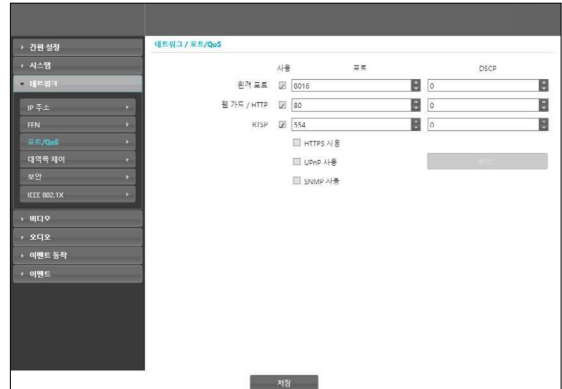 간편 설정
시스템
네트워크
IP 주소
FEN
포트/QoS
대역폭 제어
보안
IEEE 802.1X
비디오
오디오
이벤트 동작
이벤트
네트워크 / 포트/QoS
사용 포트 DSCP
원격 포트 8016 0
웹 가드 / HTTP 80 0
RTSP 554 0
HTTPS 사용
UPnP 사용
SNMP 사용
저장